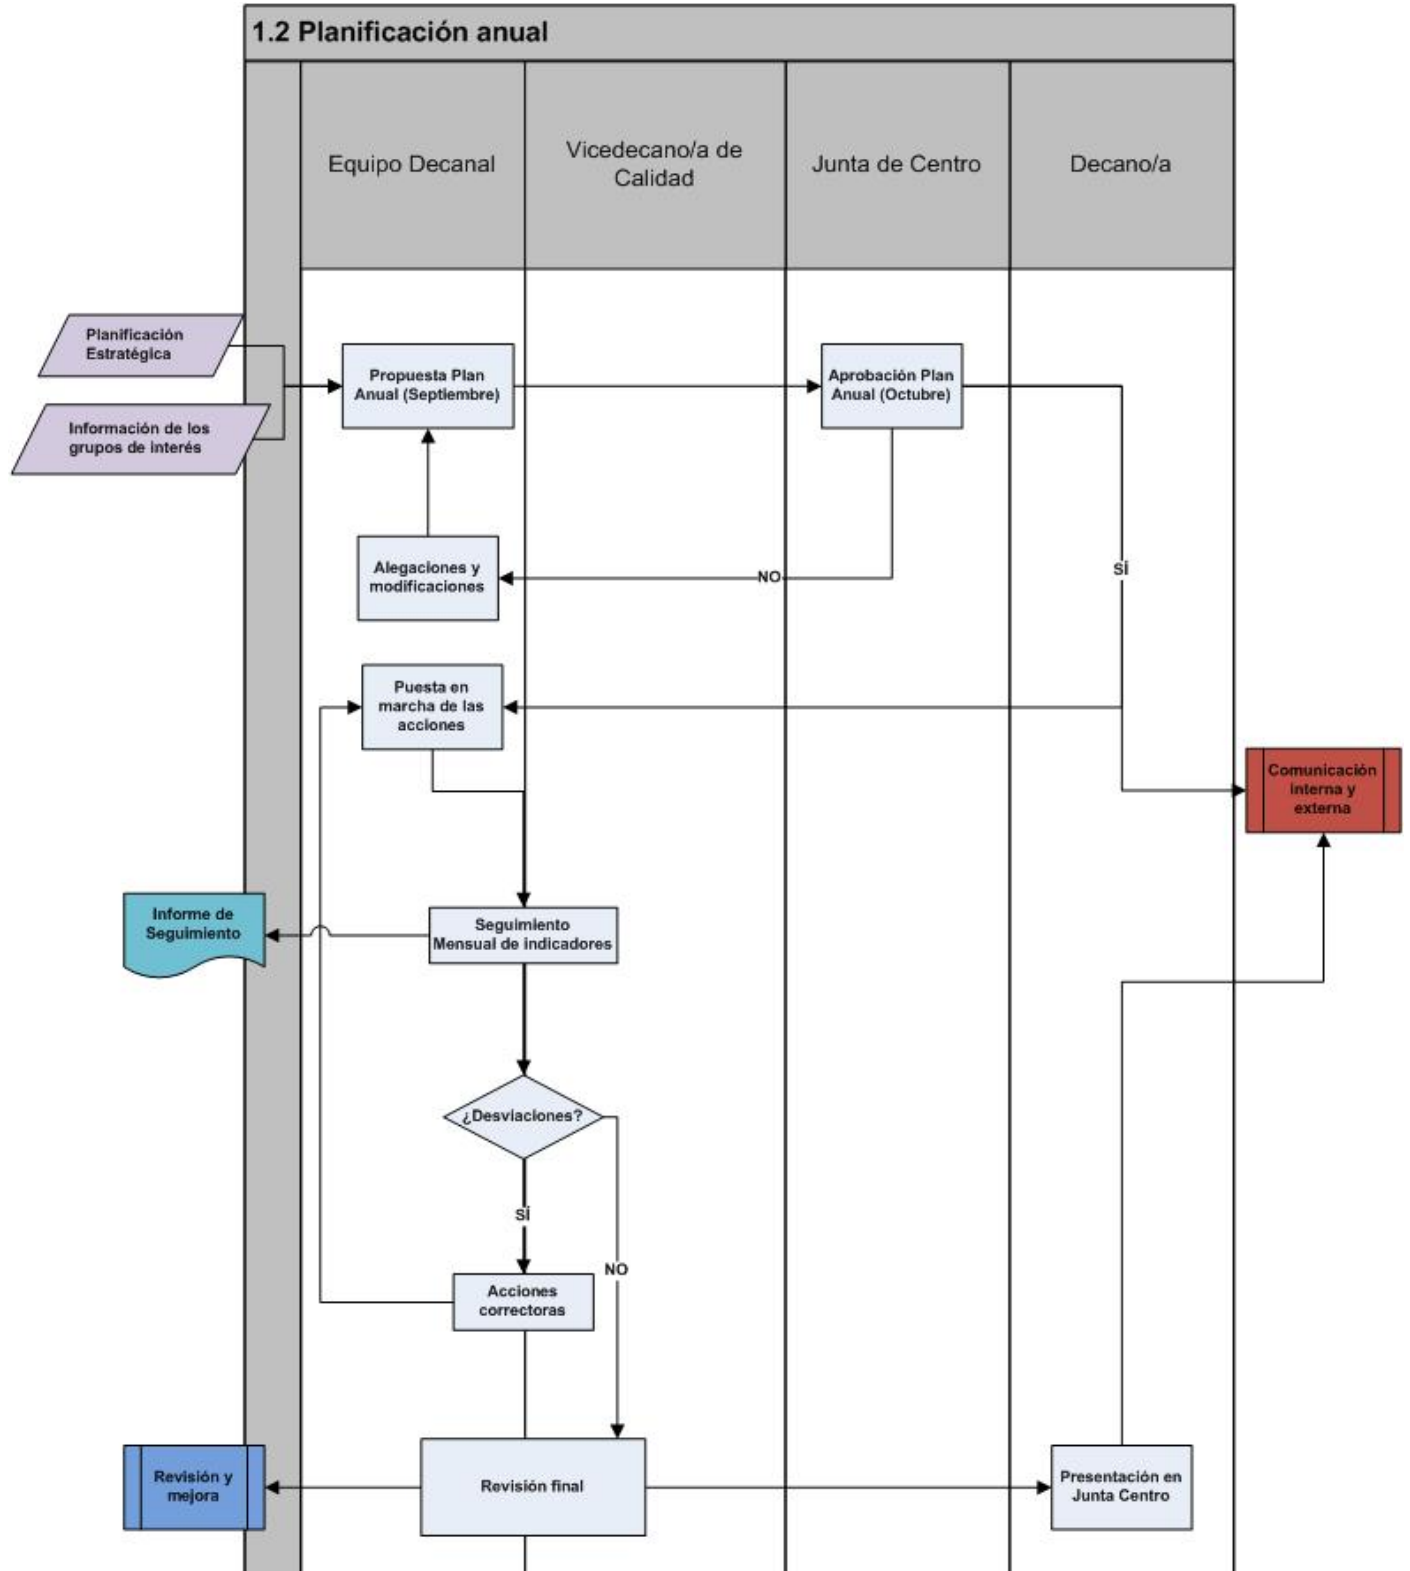 1.2 Planificación anual
Equipo Decanal
Vicedecano/a de
Calidad
Junta de Centro
Decano/a
Planificación
Estratégica
Información de los
grupos de interés
Propuesta Plan
Anual (Septiembre)
Aprobación Plan
Anual (Octubre)
Alegaciones y
modificaciones
NO
SÍ
Puesta en
marcha de las
acciones
Comunicación
interna y
externa
Informe de
Seguimiento
Seguimiento
Mensual de indicadores
¿Desviaciones?
SÍ
NO
Acciones
correctoras
Revisión y
mejora
Revisión final
Presentación en
Junta Centro